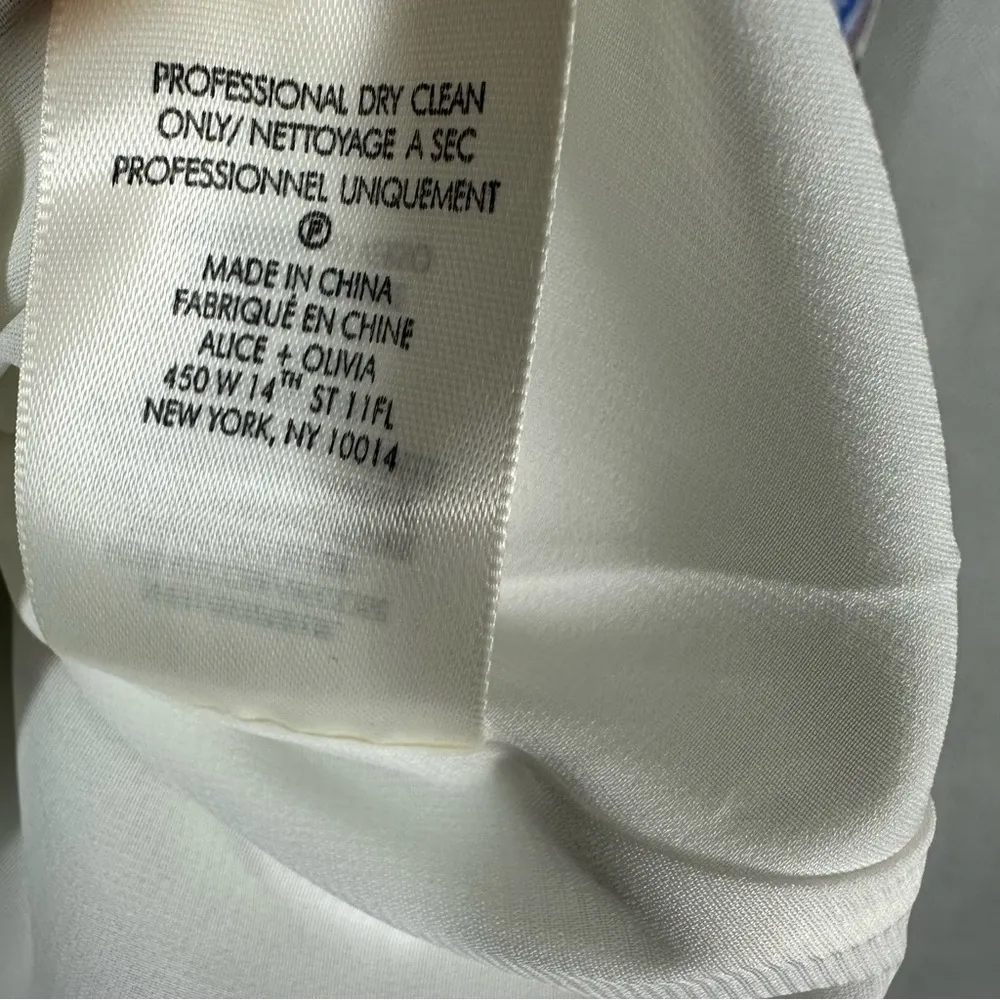 PROFESSIONAL DRY CLEAN
ONLY/ NETTOYAGE A SEC
PROFESSIONNEL UNIQUEMENT
Ⓟ
MADE IN CHINA
FABRIQUÉ EN CHINE
ALICE + OLIVIA
450 W 14TH ST 11FL
NEW YORK, NY 10014